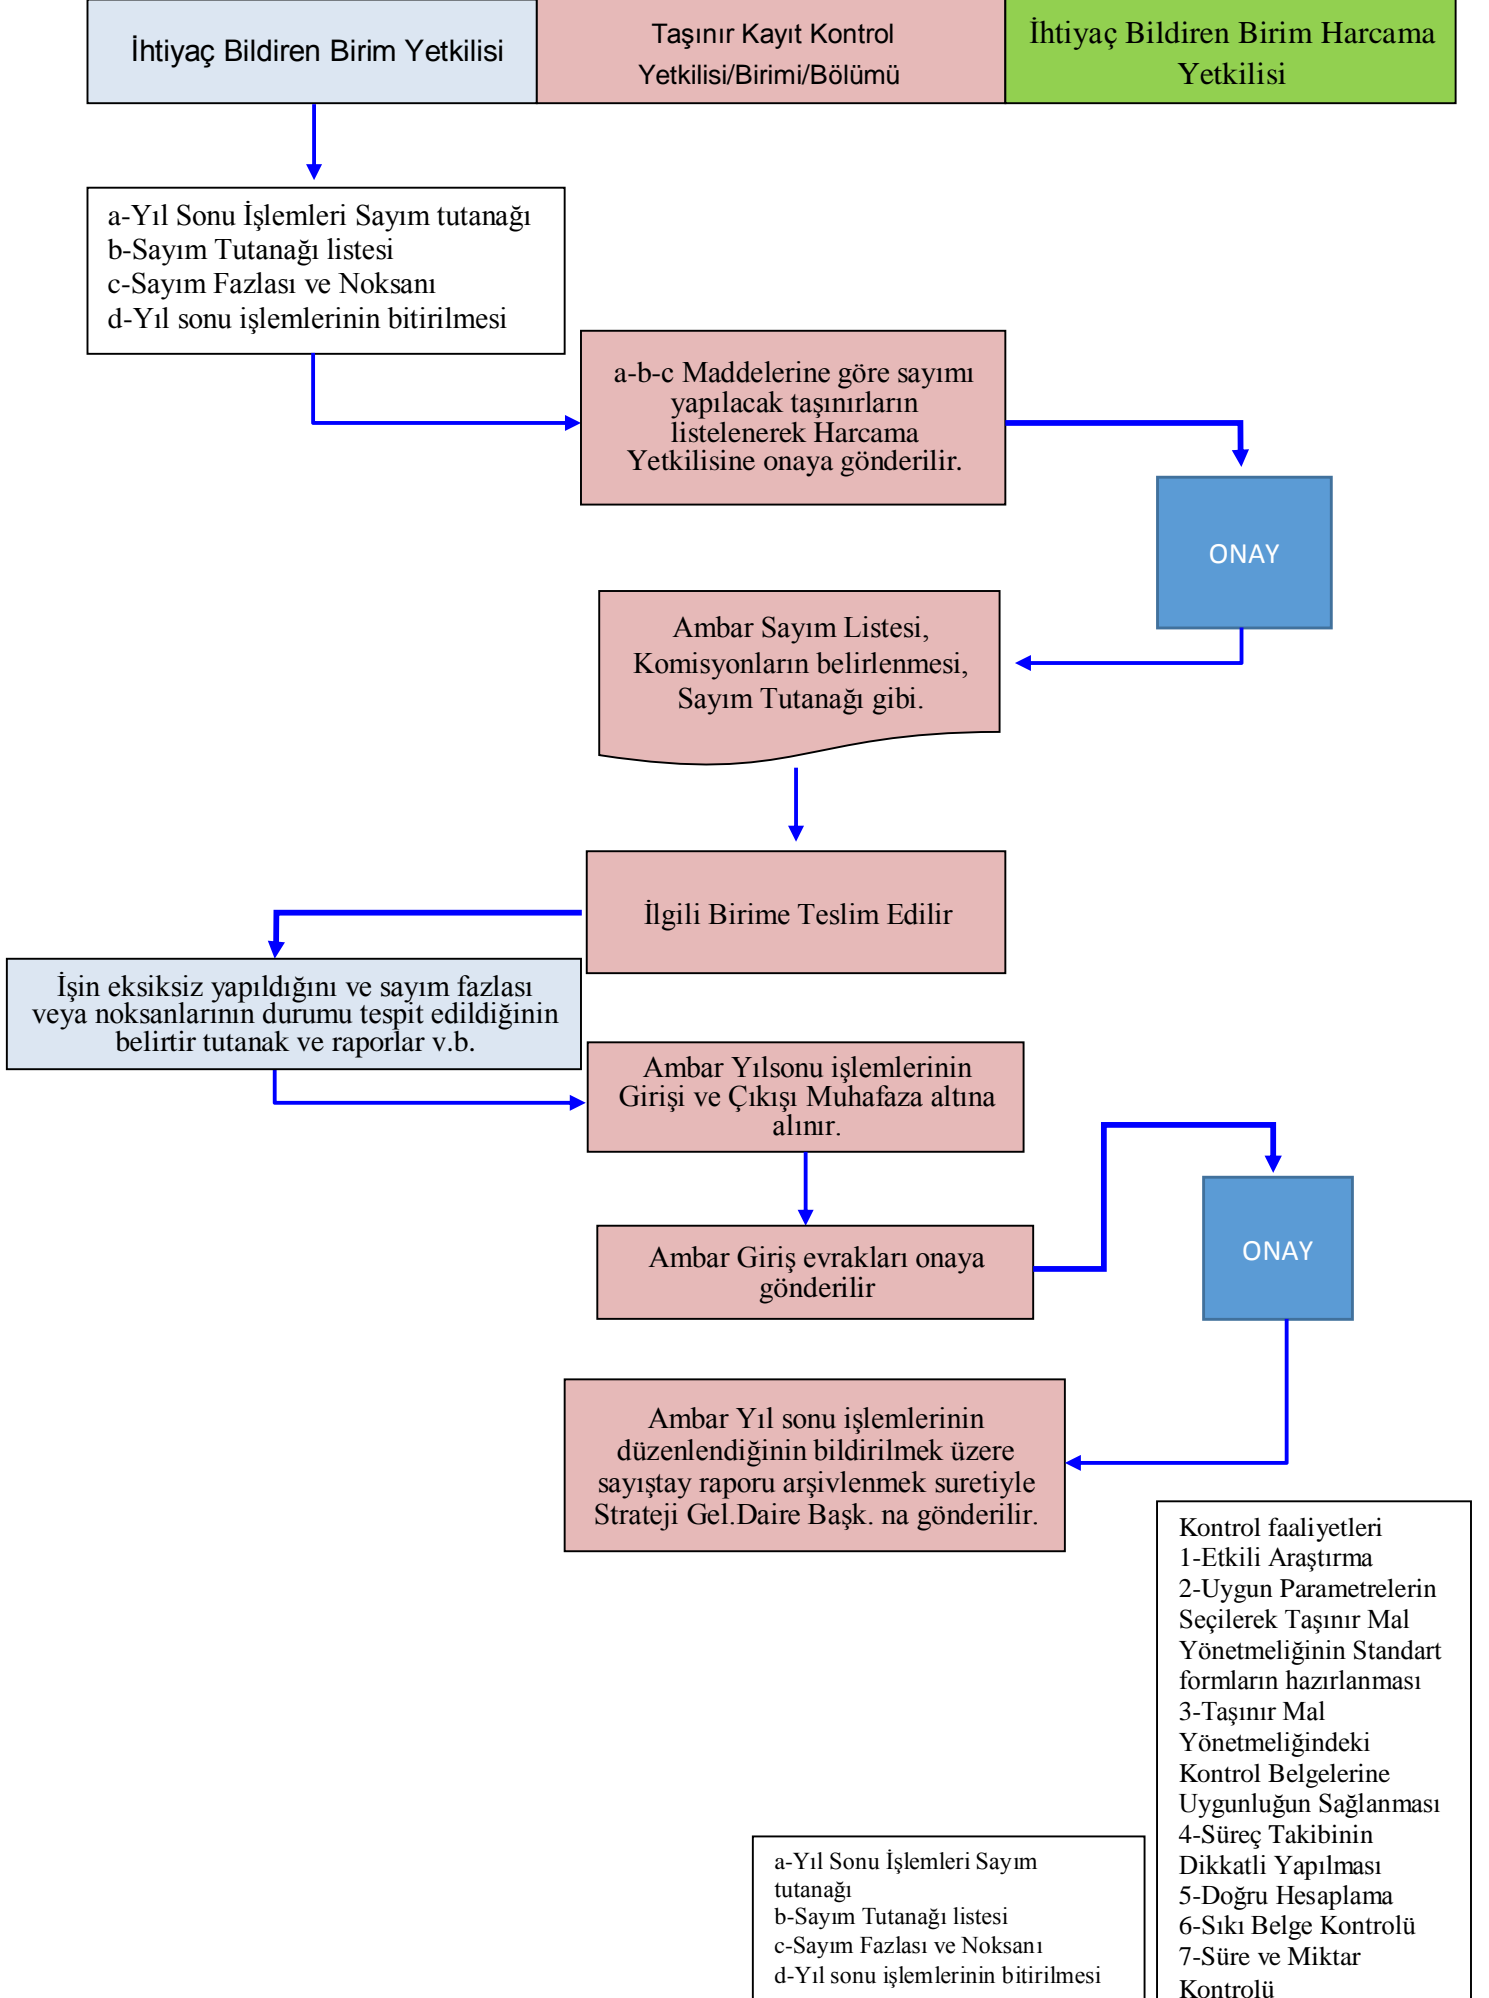 İhtiyaç Bildiren Birim Yetkilisi
Taşınır Kayıt Kontrol
Yetkilisi/Birimi/Bölümü
İhtiyaç Bildiren Birim Harcama
Yetkilisi
a-Yıl Sonu İşlemleri Sayım tutanağı
b-Sayım Tutanağı listesi
c-Sayım Fazlası ve Noksanı
d-Yıl sonu işlemlerinin bitirilmesi
a-b-c Maddelerine göre sayımı
yapılacak taşınırların
listelenerek Harcama
Yetkilisine onaya gönderilir.
ONAY
Ambar Sayım Listesi,
Komisyonların belirlenmesi,
Sayım Tutanağı gibi.
İlgili Birime Teslim Edilir
İşin eksiksiz yapıldığını ve sayım fazlası
veya noksanlarının durumu tespit edildiğinin
belirtir tutanak ve raporlar v.b.
Ambar Yılsonu işlemlerinin
Girişi ve Çıkışı Muhafaza altına
alınır.
Ambar Giriş evrakları onaya
gönderilir
ONAY
Ambar Yıl sonu işlemlerinin
düzenlendiğinin bildirilmek üzere
sayıştay raporu arşivlenmek suretiyle
Strateji Gel.Daire Başk. na gönderilir.
Kontrol faaliyetleri
1-Etkili Araştırma
2-Uygun Parametrelerin
Seçilerek Taşınır Mal
Yönetmeliğinin Standart
formların hazırlanması
3-Taşınır Mal
Yönetmeliğindeki
Kontrol Belgelerine
Uygunluğun Sağlanması
4-Süreç Takibinin
Dikkatli Yapılması
5-Doğru Hesaplama
6-Sıkı Belge Kontrolü
7-Süre ve Miktar
Kontrolü
a-Yıl Sonu İşlemleri Sayım
tutanağı
b-Sayım Tutanağı listesi
c-Sayım Fazlası ve Noksanı
d-Yıl sonu işlemlerinin bitirilmesi